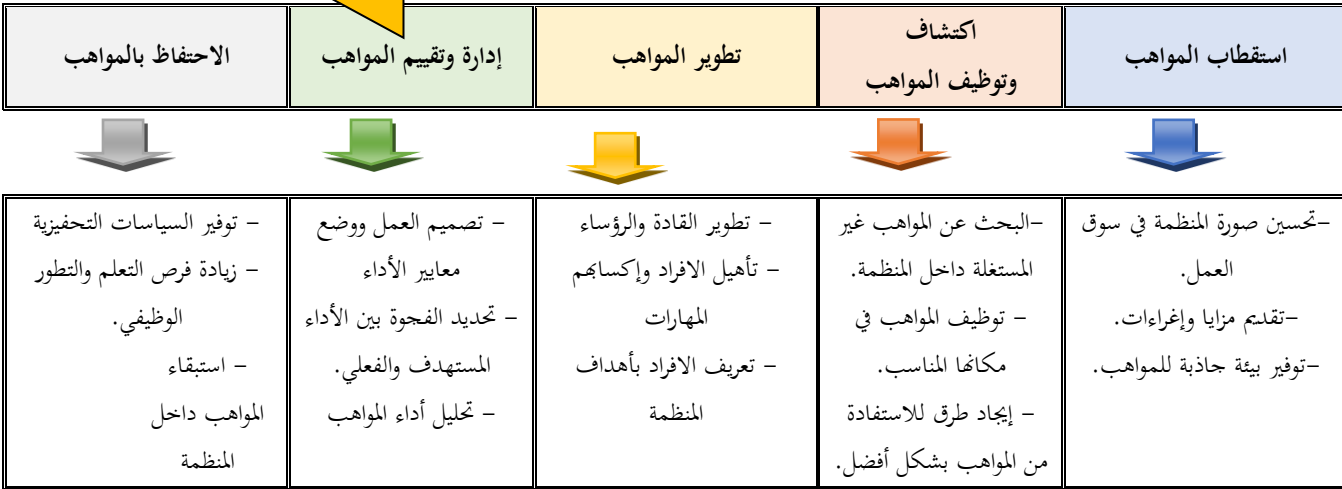 استقطاب المواهب
اكتشاف
وتوظيف المواهب
تطوير المواهب
إدارة وتقييم المواهب
الاحتفاظ بالمواهب
-تحسين صورة المنظمة في سوق
العمل.
-تقديم مزايا وإغراءات.
-توفير بيئة جاذبة للمواهب.
-البحث عن المواهب غير
المستغلة داخل المنظمة.
- توظيف المواهب في
مكانها المناسب.
- إيجاد طرق للاستفادة
من المواهب بشكل أفضل.
- تطوير القادة والرؤساء
- تأهيل الافراد وإكسابهم
المهارات
- تعريف الافراد بأهداف
المنظمة
- تصميم العمل ووضع
معايير الأداء
- تحديد الفجوة بين الأداء
المستهدف والفعلي.
- تحليل أداء المواهب
- توفير السياسات التحفيزية
- زيادة فرص التعلم والتطور
الوظيفي.
- استبقاء
المواهب داخل
المنظمة